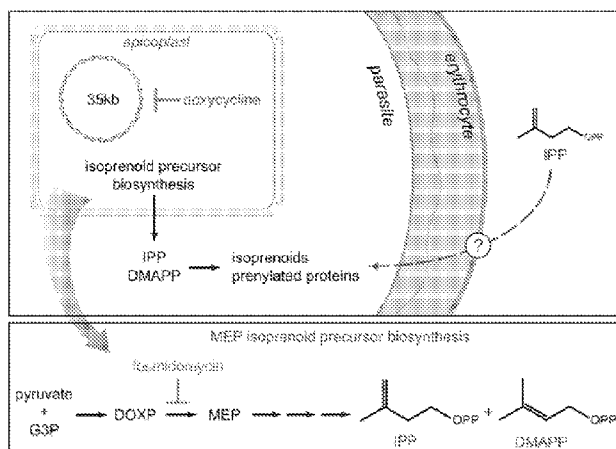 apicoplast
35kb
doxycycline
isoprenoid precursor
biosynthesis
IPP
DMAPP
isoprenoids
prenylated proteins
parasite
erythrocyte
OPP
IPP
?
MEP isoprenoid precursor biosynthesis
fosmidomycin
pyruvate
+
G3P
DOXP
MEP
OPP
+
OPP
IPP
DMAPP